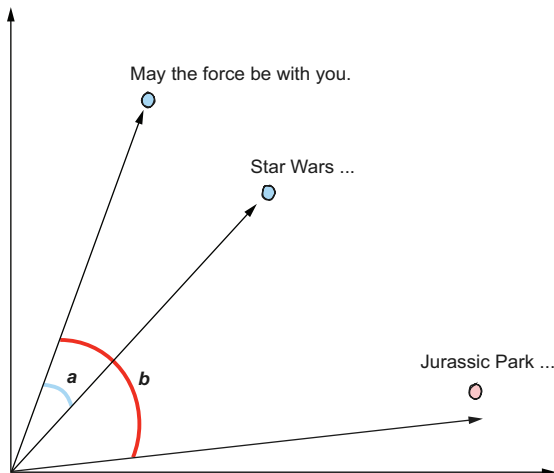 May the force be with you.
Star Wars ...
Jurassic Park ...
a
b